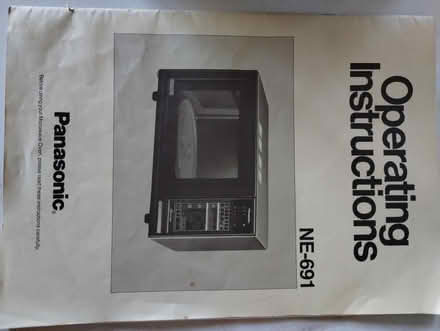 Operating
Instructions
NE-691
Panasonic®
Before using your Microwave Oven, please read these instructions carefully.